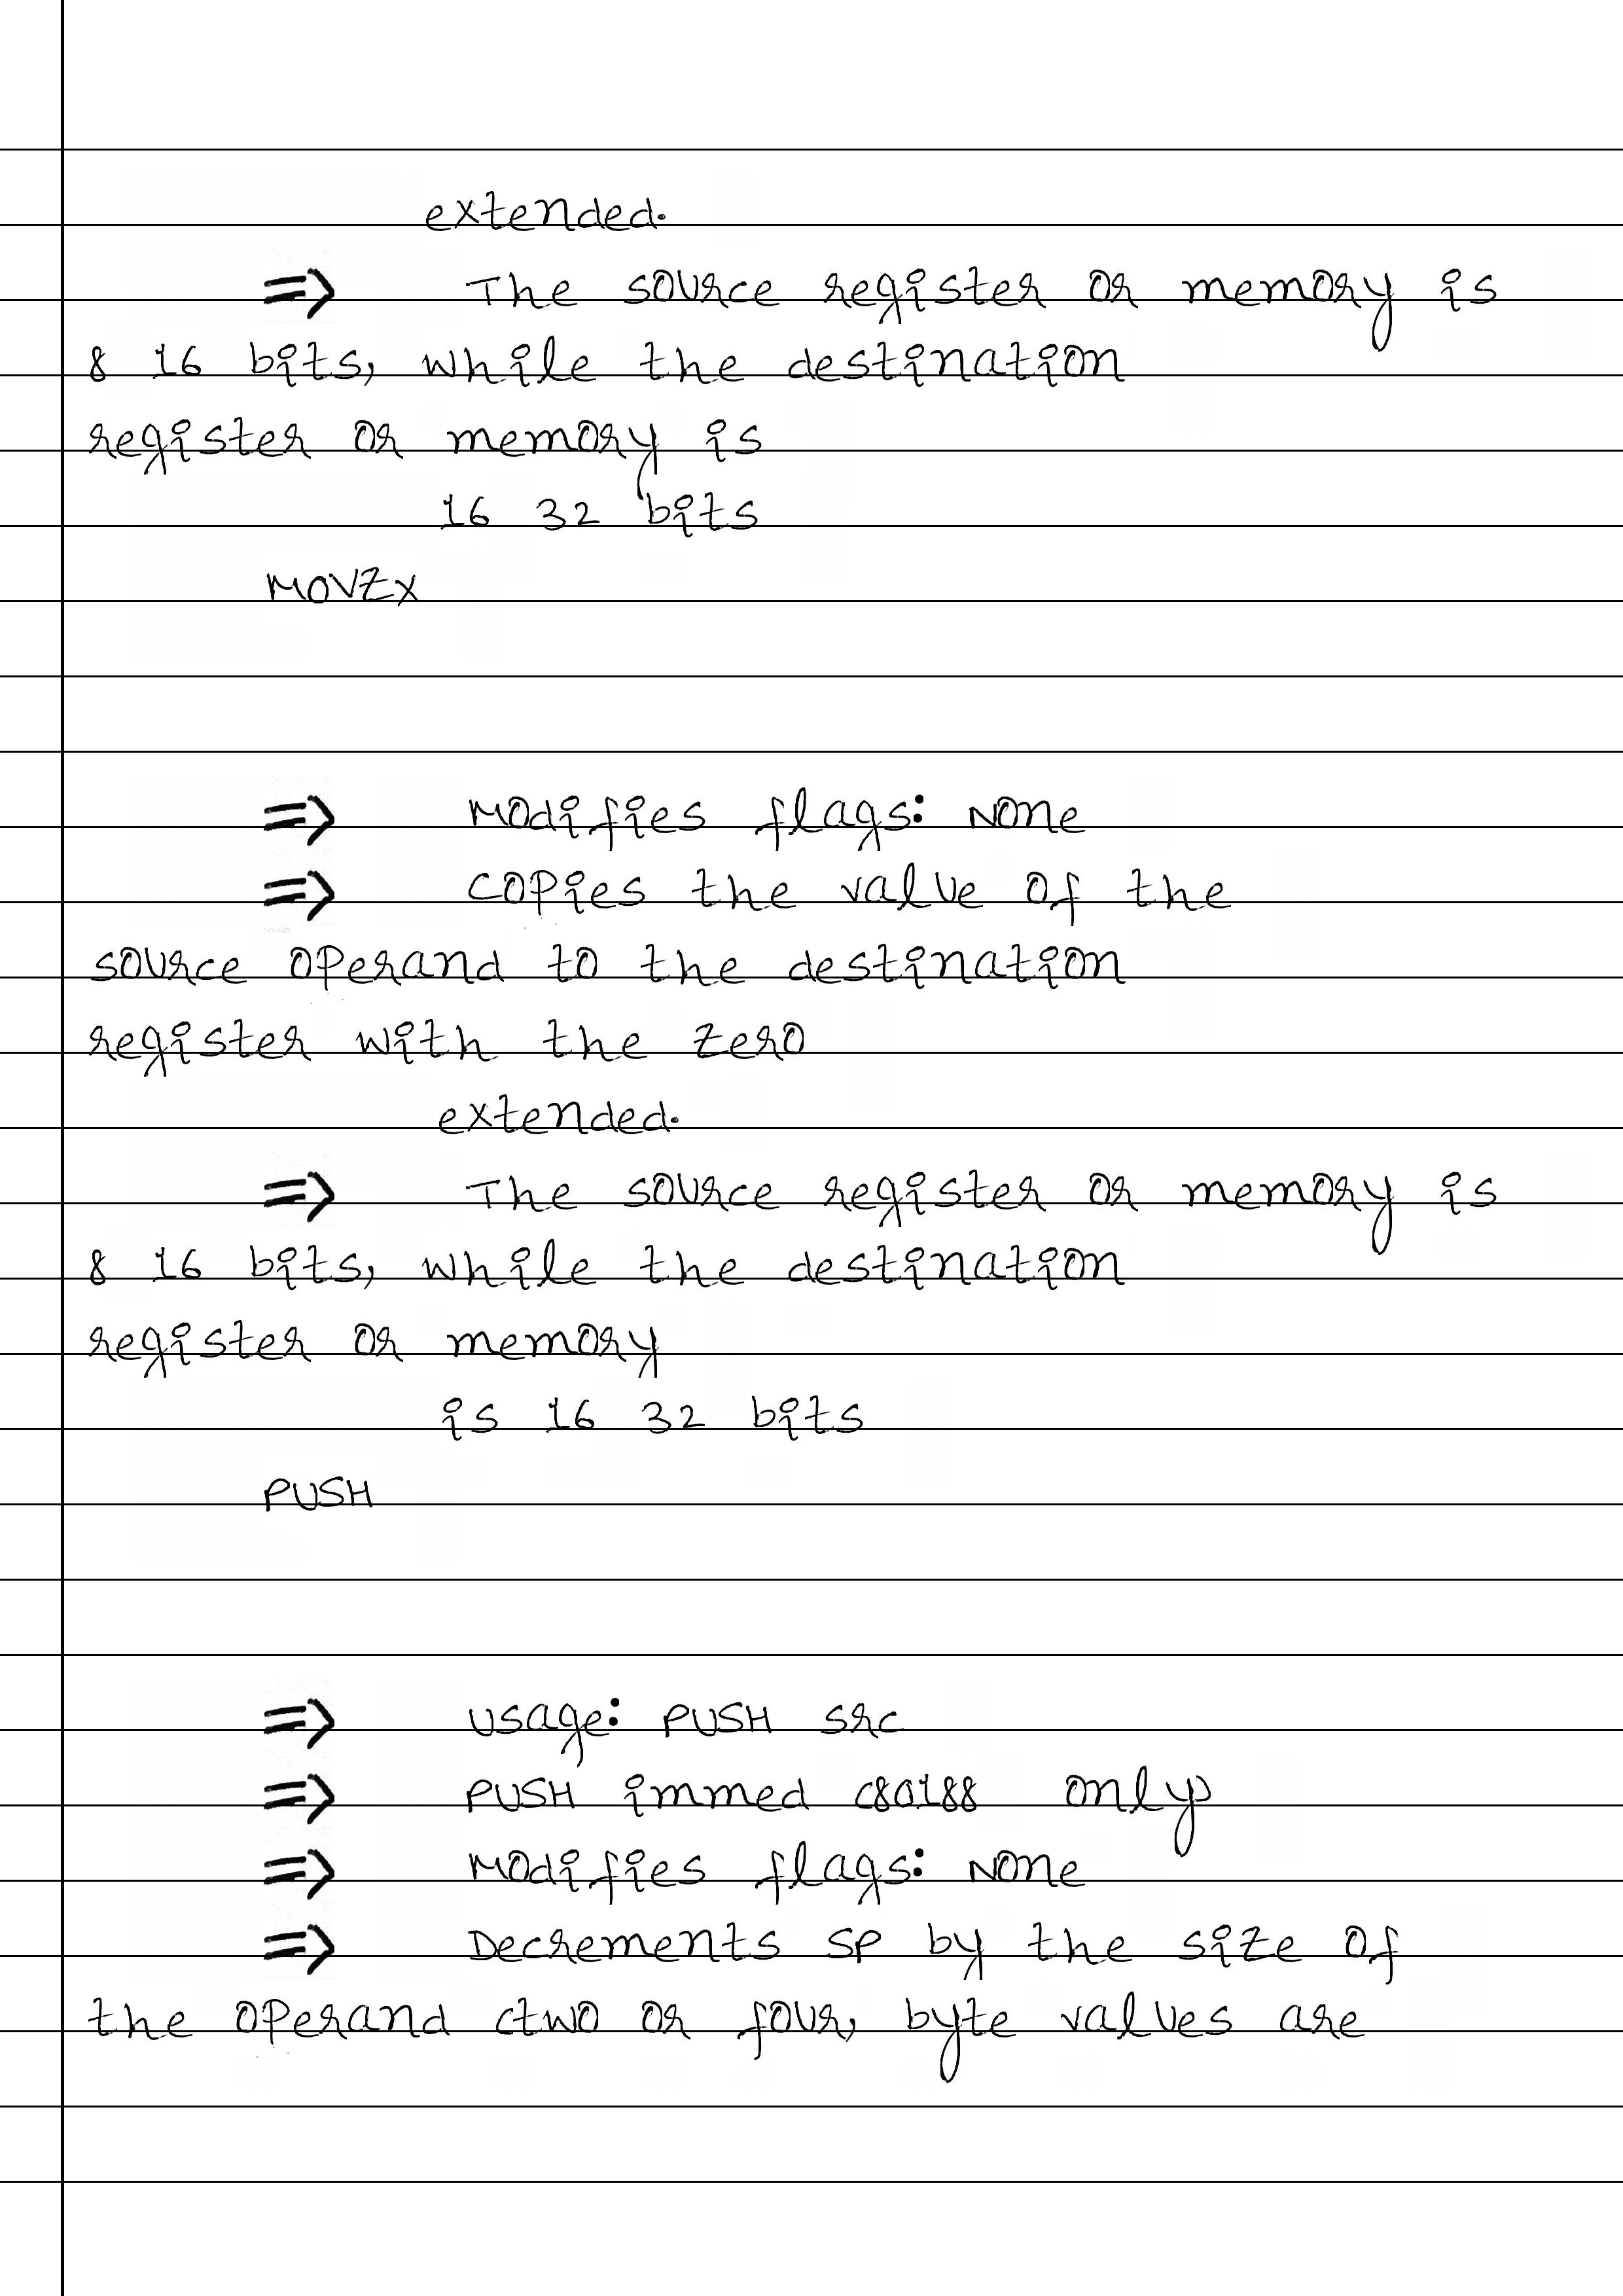 extended.
=> The source register or memory is
8 16 bits, while the destination
register or memory is
16 32 bits
MOVZX
=> Modifies flags: None
=> Copies the value of the
source operand to the destination
register with the zero
extended.
=> The source register or memory is
8 16 bits, while the destination
register or memory
is 16 32 bits
PUSH
=> Usage: PUSH src
=> PUSH immed (80188 only)
=> Modifies flags: None
=> Decrements SP by the size of
the operand (two or four, byte values are